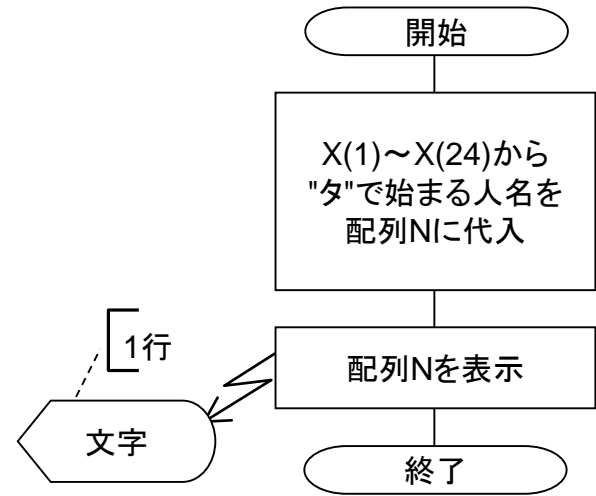 開始
X(1)～X(24)から
"タ"で始まる人名を
配列Nに代入
1行
配列Nを表示
文字
終了